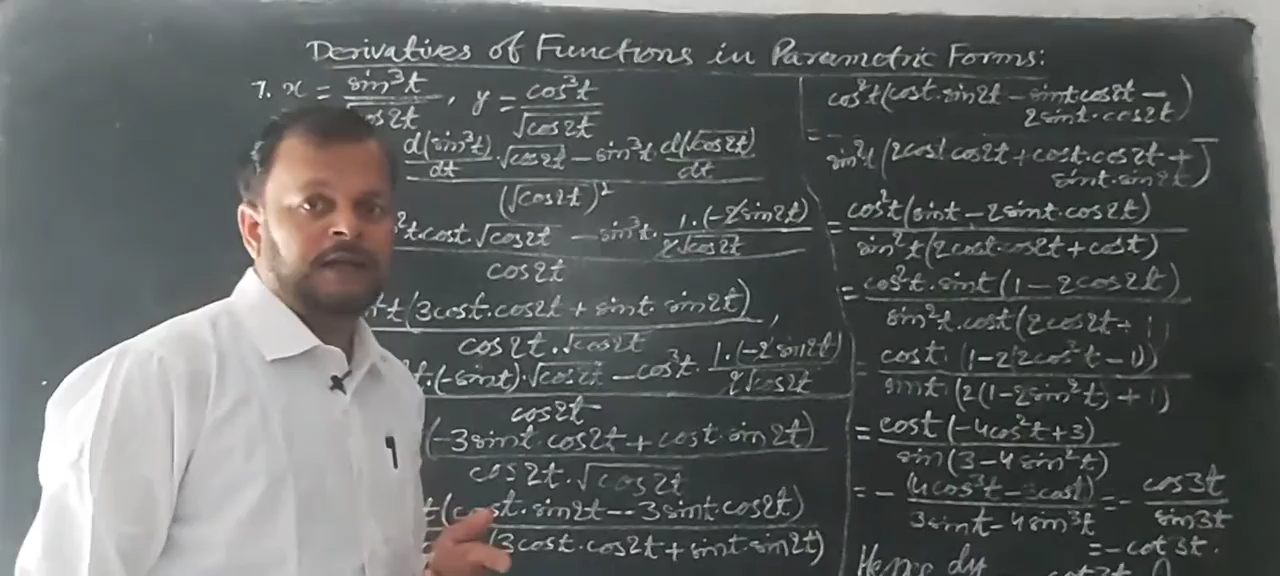 Derivatives of Functions in Parametric Forms:
7. x = sin³t / √cos2t , y = cos³t / √cos2t
d(sin³t)/dt . √cos2t - sin³t . d(√cos2t)/dt
(√cos2t)²
²t.cost.√cos2t - sin³t. 1.(-2sin2t) / 2√cos2t
cos2t
t(3cost.cos2t + sint. sin2t) ,
cos2t.√cos2t
t.(-sint).√cos2t - cos³t. 1.(-2sin2t) / 2√cos2t
cos2t
(-3sint.cos2t + cost.sin2t)
cos2t.√cos2t
t(cost.sin2t - 3sint.cos2t)
(3cost.cos2t + sint.sin2t)
cos²t(cost.sin2t - sint.cos2t -
2sint.cos2t)
=
sin²t(2cost.cos2t + cost.cos2t +
sint.sin2t)
= cos²t(sint - 2sint.cos2t)
sin²t(2cost.cos2t + cost)
= cos²t.sint(1 - 2cos2t)
sin²t.cost(2cos2t + 1)
= cost.(1 - 2(2cos²t - 1))
sint.(2(1 - 2sin²t) + 1)
= cost(-4cos²t + 3)
sin(3 - 4sin²t)
= - (4cos³t - 3cost) / 3sint - 4sin³t = - cos3t / sin3t
= -cot3t.
Hence dy